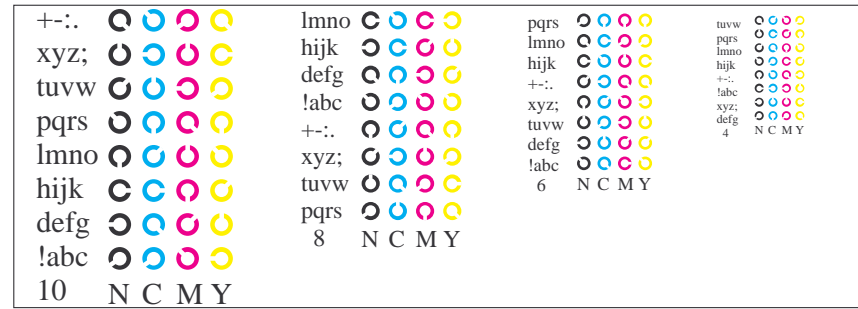 +-:.
xyz;
tuvw
pqrs
lmno
hijk
defg
!abc
10 N C M Y
lmno
hijk
defg
!abc
+-:.
xyz;
tuvw
pqrs
8 N C M Y
pqrs
lmno
hijk
+-:.
xyz;
tuvw
defg
!abc
6 N C M Y
tuvw
pqrs
lmno
hijk
+-:.
!abc
xyz;
defg
4 N C M Y